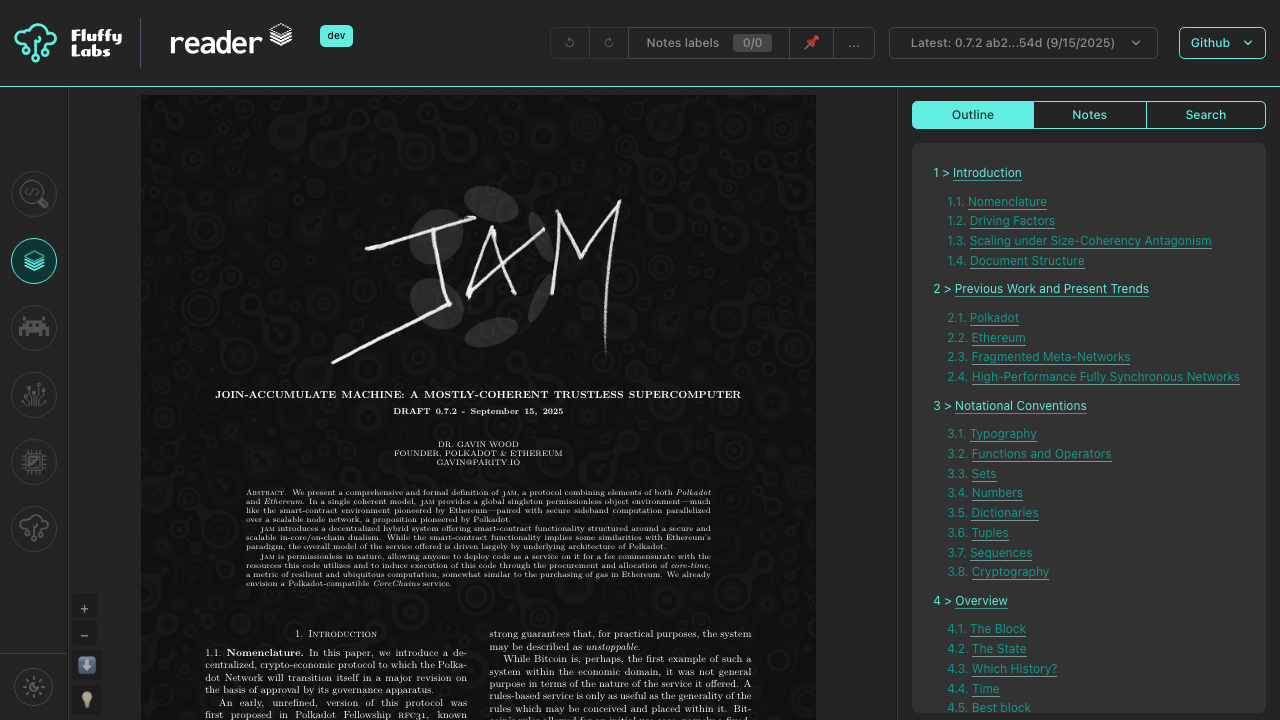 Fluffy
Labs
reader
dev
Notes labels 0/0
...
Latest: 0.7.2 ab2...54d (9/15/2025)
Github
JAM
JOIN-ACCUMULATE MACHINE: A MOSTLY-COHERENT TRUSTLESS SUPERCOMPUTER
DRAFT 0.7.2 - September 15, 2025
DR. GAVIN WOOD
FOUNDER, POLKADOT & ETHEREUM
GAVIN@PARITY.IO
Abstract. We present a comprehensive and formal definition of Jam, a protocol combining elements of both Polkadot
and Ethereum. In a single coherent model, Jam provides a global singleton permissionless object environment—much
like the smart-contract environment pioneered by Ethereum—paired with secure sideband computation parallelized
over a scalable node network, a proposition pioneered by Polkadot.
Jam introduces a decentralized hybrid system offering smart-contract functionality structured around a secure and
scalable in-core/on-chain dualism. While the smart-contract functionality implies some similarities with Ethereum's
paradigm, the overall model of the service offered is driven largely by underlying architecture of Polkadot.
Jam is permissionless in nature, allowing anyone to deploy code as a service on it for a fee commensurate with the
resources this code utilizes and to induce execution of this code through the procurement and allocation of core-time,
a metric of resilient and ubiquitous computation, somewhat similar to the purchasing of gas in Ethereum. We already
envision a Polkadot-compatible CoreChains service.
1. Introduction
1.1. Nomenclature. In this paper, we introduce a de-
centralized, crypto-economic protocol to which the Polka-
dot Network will transition itself in a major revision on
the basis of approval by its governance apparatus.
An early, unrefined, version of this protocol was
first proposed in Polkadot Fellowship RFC31, known
strong guarantees that, for practical purposes, the system
may be described as unstoppable.
While Bitcoin is, perhaps, the first example of such a
system within the economic domain, it was not general
purpose in terms of the nature of the service it offered. A
rules-based service is only as useful as the generality of the
rules which may be conceived and placed within it. Bit-
+
−
Outline Notes Search
1 > Introduction
1.1. Nomenclature
1.2. Driving Factors
1.3. Scaling under Size-Coherency Antagonism
1.4. Document Structure
2 > Previous Work and Present Trends
2.1. Polkadot
2.2. Ethereum
2.3. Fragmented Meta-Networks
2.4. High-Performance Fully Synchronous Networks
3 > Notational Conventions
3.1. Typography
3.2. Functions and Operators
3.3. Sets
3.4. Numbers
3.5. Dictionaries
3.6. Tuples
3.7. Sequences
3.8. Cryptography
4 > Overview
4.1. The Block
4.2. The State
4.3. Which History?
4.4. Time
4.5. Best block